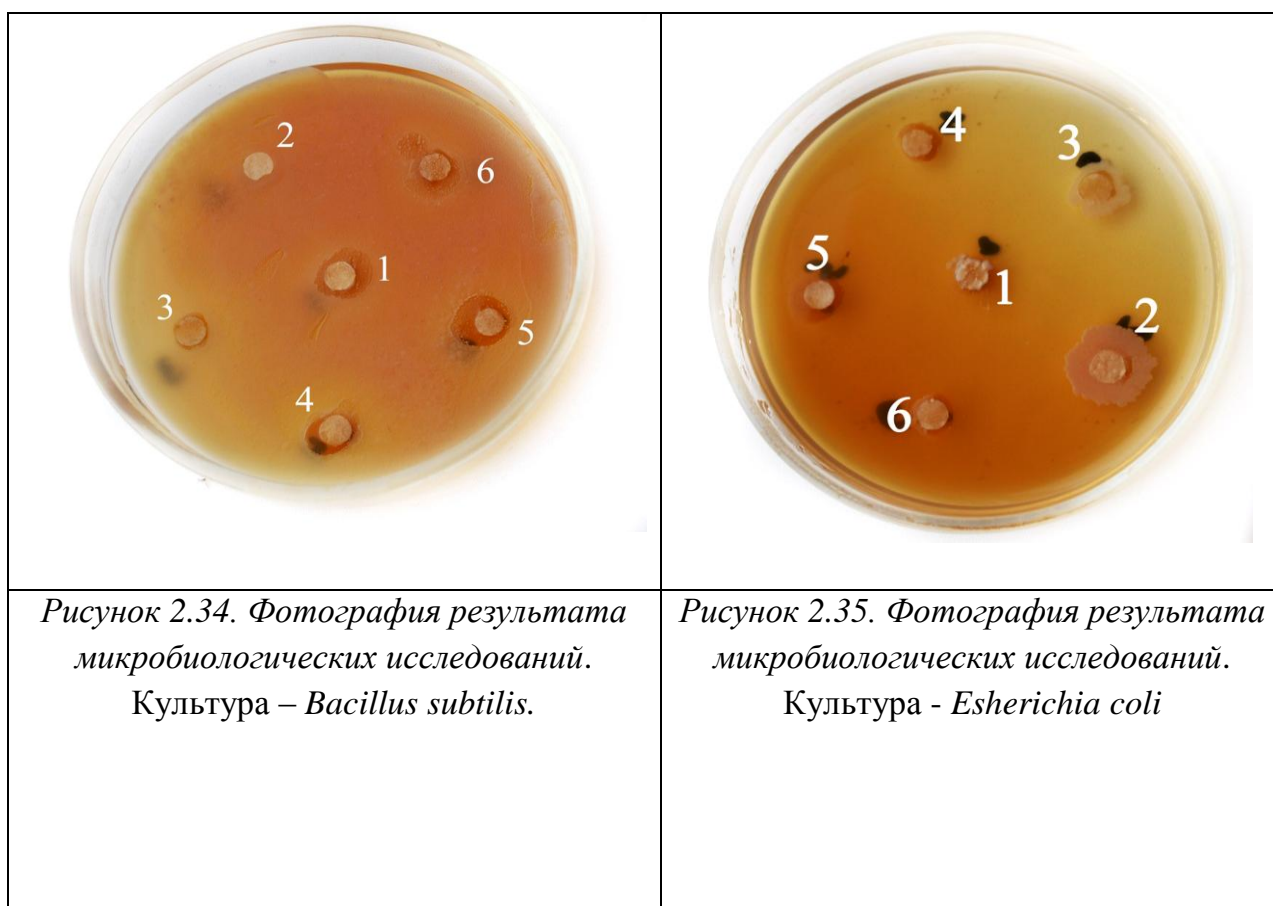 2
6
1
3
5
4
4
3
5
1
2
6
Рисунок 2.34. Фотография результата
микробиологических исследований.
Культура – Bacillus subtilis.
Рисунок 2.35. Фотография результата
микробиологических исследований.
Культура - Esherichia coli